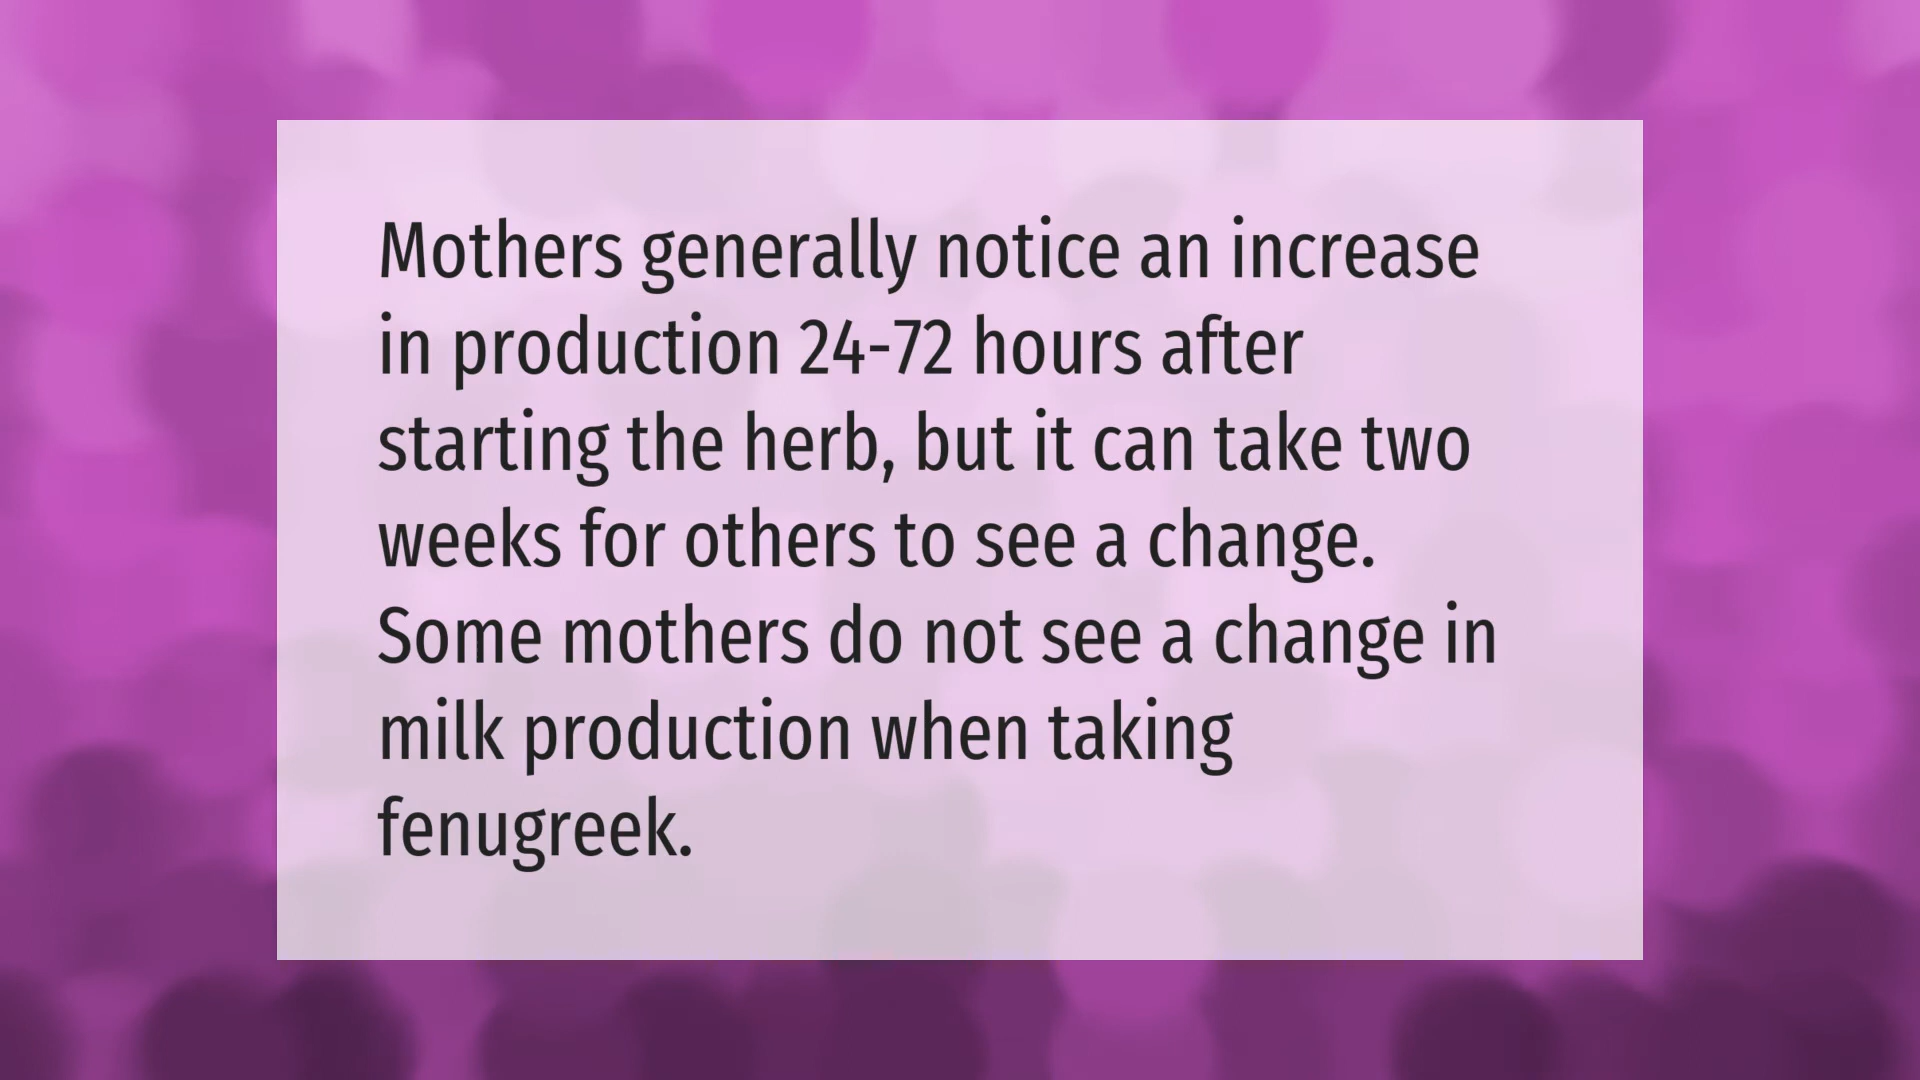 Mothers generally notice an increase
in production 24-72 hours after
starting the herb, but it can take two
weeks for others to see a change.
Some mothers do not see a change in
milk production when taking
fenugreek.